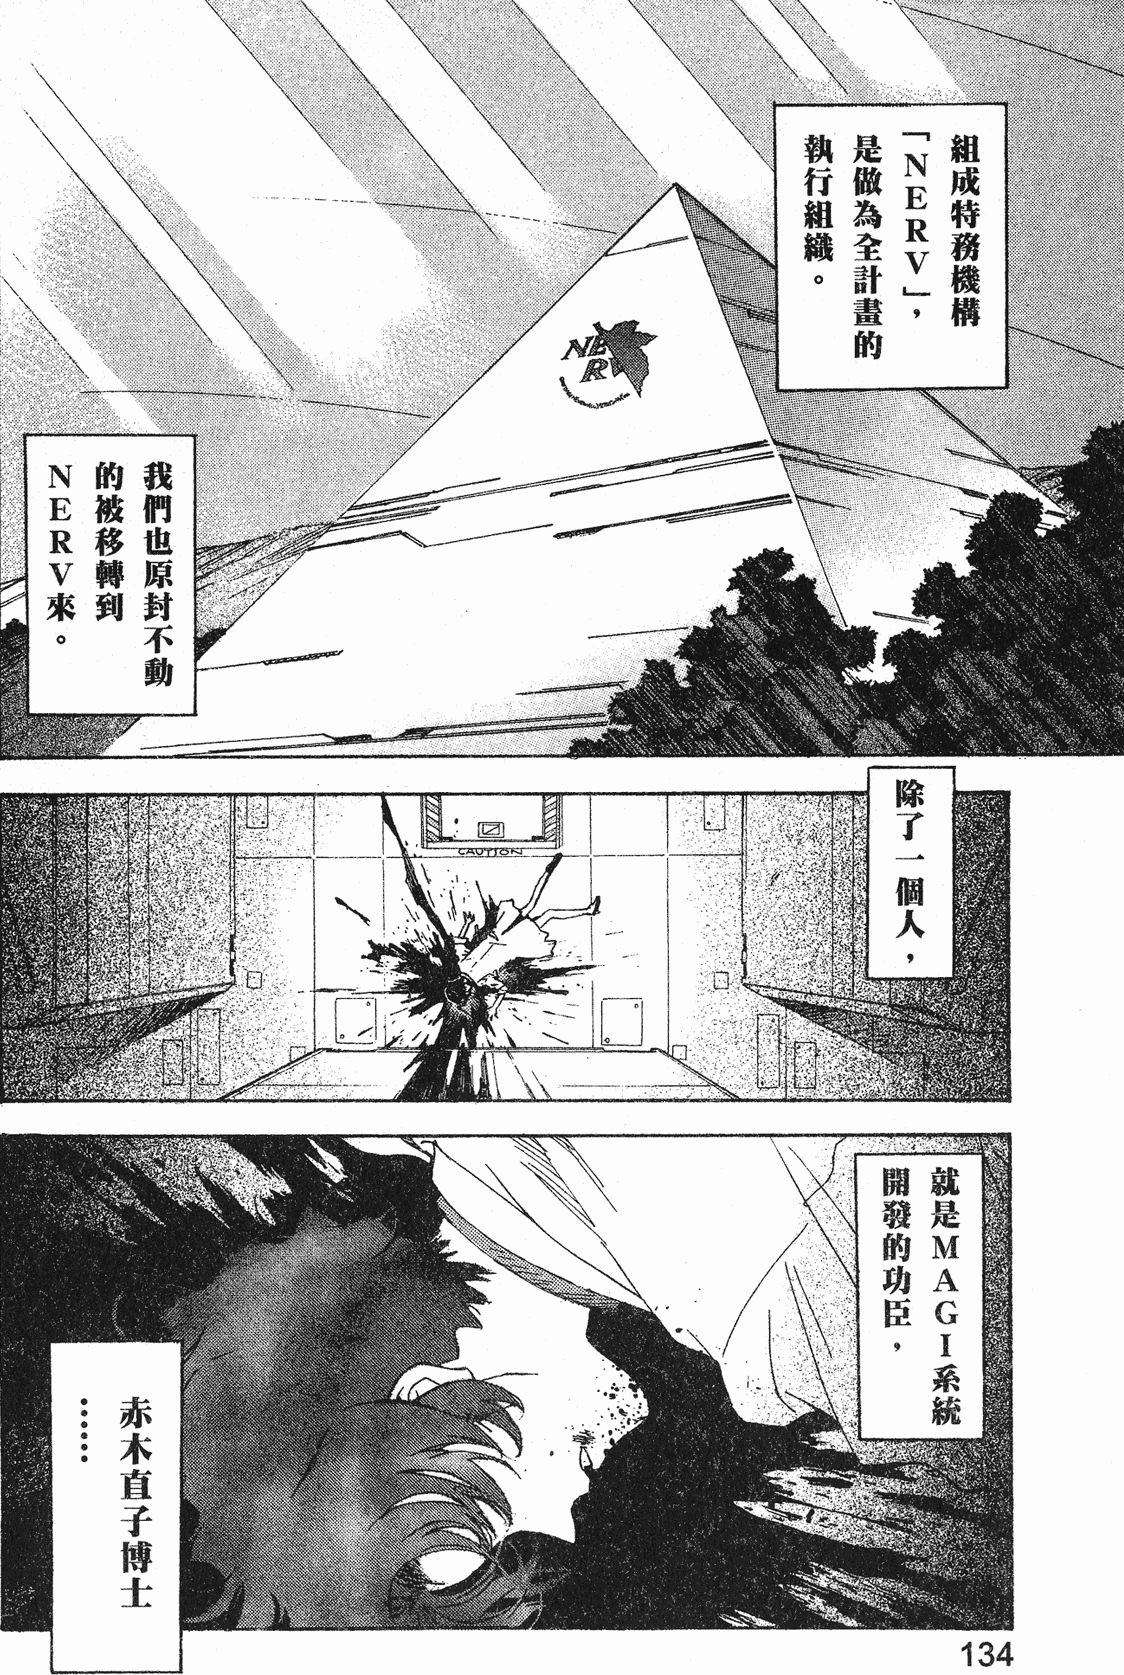 組成特務機構
「NERV」，
是做為全計畫的
執行組織。
NE
RV
我們也原封不動
的被移轉到
NERV來。
除了一個人，
CAUTION
就是MAGI系統
開發的功臣，
赤木直子博士
⋯⋯
134